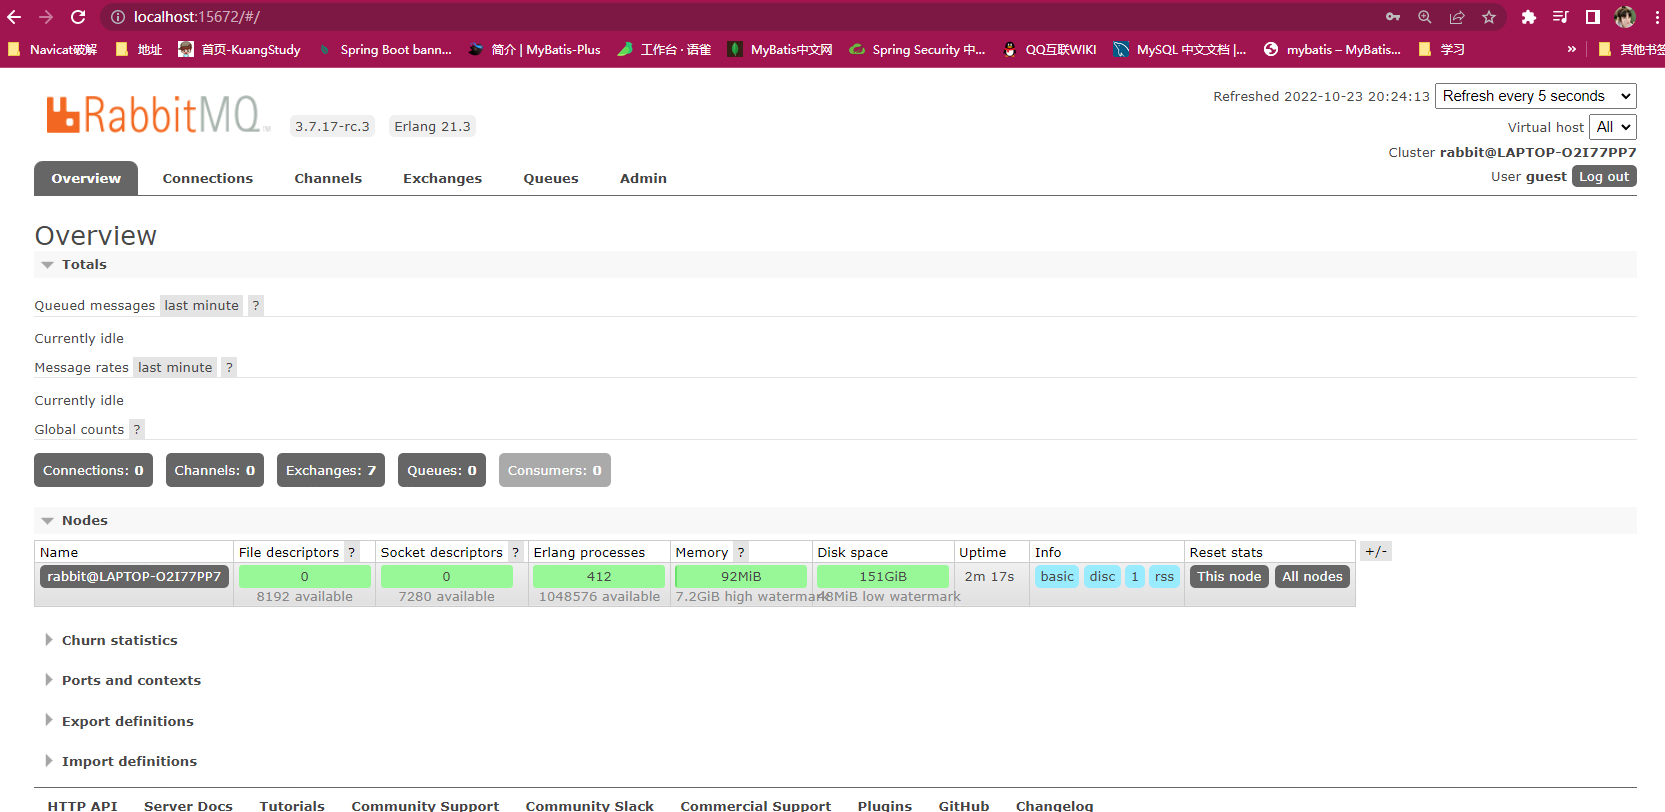 localhost:15672/#/
Navicat破解 地址 首页-KuangStudy Spring Boot bann... 简介 | MyBatis-Plus 工作台 · 语雀 MyBatis中文网 Spring Security 中... QQ互联WIKI MySQL 中文文档 |... mybatis – MyBatis... 学习 » 其他书签
RabbitMQ TM 3.7.17-rc.3 Erlang 21.3
Refreshed 2022-10-23 20:24:13 Refresh every 5 seconds
Virtual host All
Cluster rabbit@LAPTOP-O2I77PP7
User guest Log out
Overview Connections Channels Exchanges Queues Admin
Overview
Totals
Queued messages last minute ?
Currently idle
Message rates last minute ?
Currently idle
Global counts ?
Connections: 0 Channels: 0 Exchanges: 7 Queues: 0 Consumers: 0
Nodes
Name File descriptors ? Socket descriptors ? Erlang processes Memory ? Disk space Uptime Info Reset stats +/-
rabbit@LAPTOP-O2I77PP7 0 0 412 92MiB 151GiB 2m 17s basic disc 1 rss This node All nodes
8192 available 7280 available 1048576 available 7.2GiB high watermark 48MiB low watermark
Churn statistics
Ports and contexts
Export definitions
Import definitions
HTTP API Server Docs Tutorials Community Support Community Slack Commercial Support Plugins GitHub Changelog